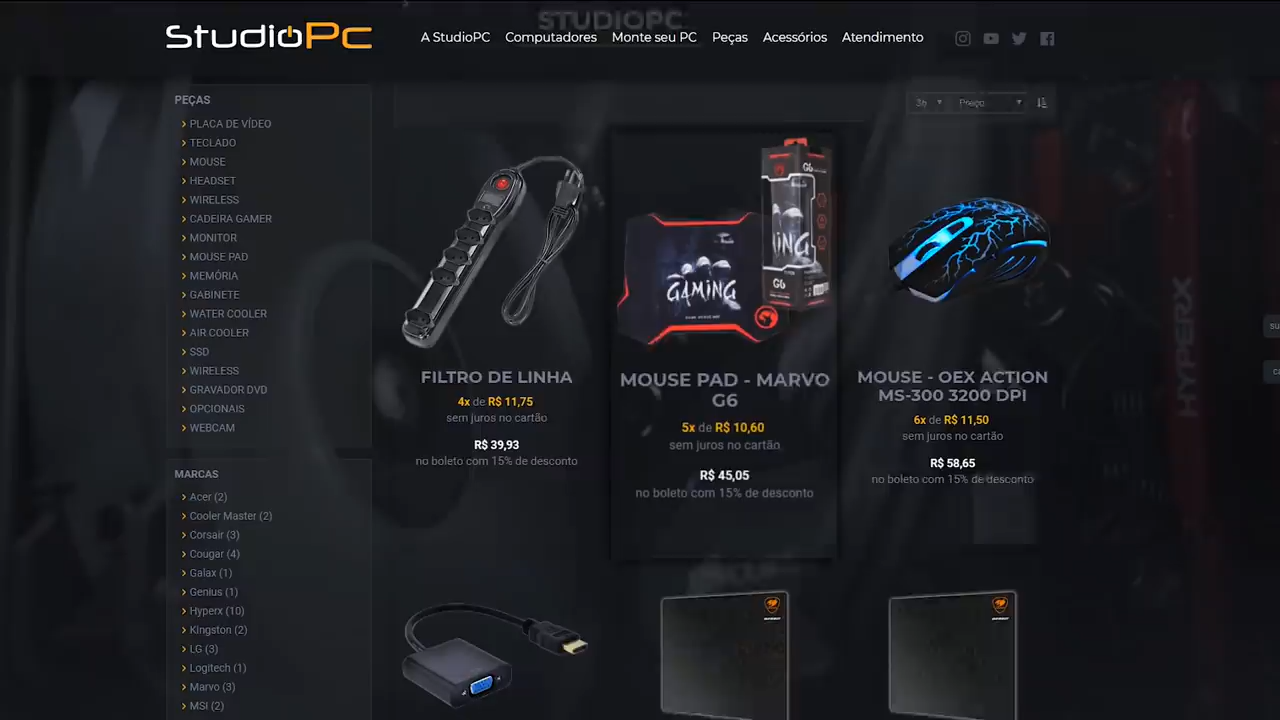 STUDIOPC
StudioPc
A StudioPC
Computadores
Monte seu PC
Peças
Acessórios
Atendimento
PEÇAS
PLACA DE VÍDEO
TECLADO
MOUSE
HEADSET
WIRELESS
CADEIRA GAMER
MONITOR
MOUSE PAD
MEMÓRIA
GABINETE
WATER COOLER
AIR COOLER
SSD
WIRELESS
GRAVADOR DVD
OPCIONAIS
WEBCAM
MARCAS
Acer (2)
Cooler Master (2)
Corsair (3)
Cougar (4)
Galax (1)
Genius (1)
Hyperx (10)
Kingston (2)
LG (3)
Logitech (1)
Marvo (3)
MSI (2)
36
Preço
FILTRO DE LINHA
4x de R$ 11,75
sem juros no cartão
R$ 39,93
no boleto com 15% de desconto
G6
GAMING
G6
MOUSE PAD - MARVO
G6
5x de R$ 10,60
sem juros no cartão
R$ 45,05
no boleto com 15% de desconto
MOUSE - OEX ACTION
MS-300 3200 DPI
6x de R$ 11,50
sem juros no cartão
R$ 58,65
no boleto com 15% de desconto
HYPERX